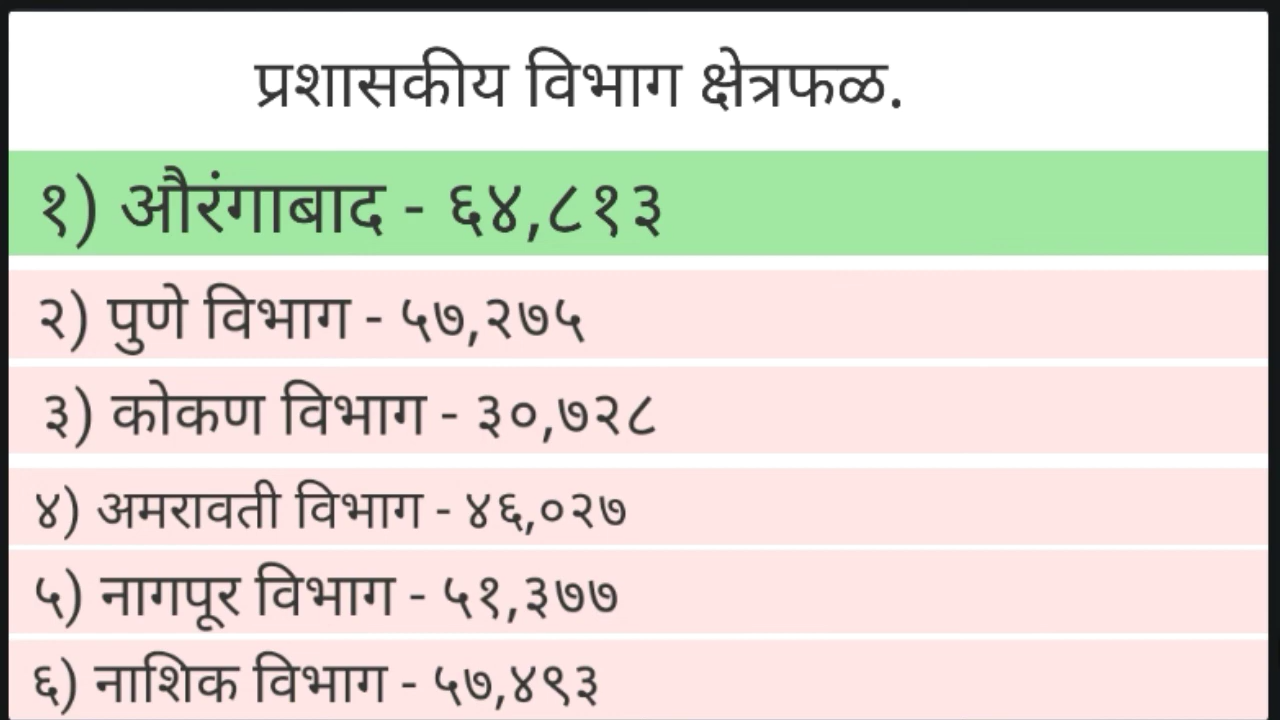 प्रशासकीय विभाग क्षेत्रफळ.
१) औरंगाबाद - ६४,८१३
२) पुणे विभाग - ५७,२७५
३) कोकण विभाग - ३०,७२८
४) अमरावती विभाग - ४६,०२७
५) नागपूर विभाग - ५१,३७७
६) नाशिक विभाग - ५७,४९३